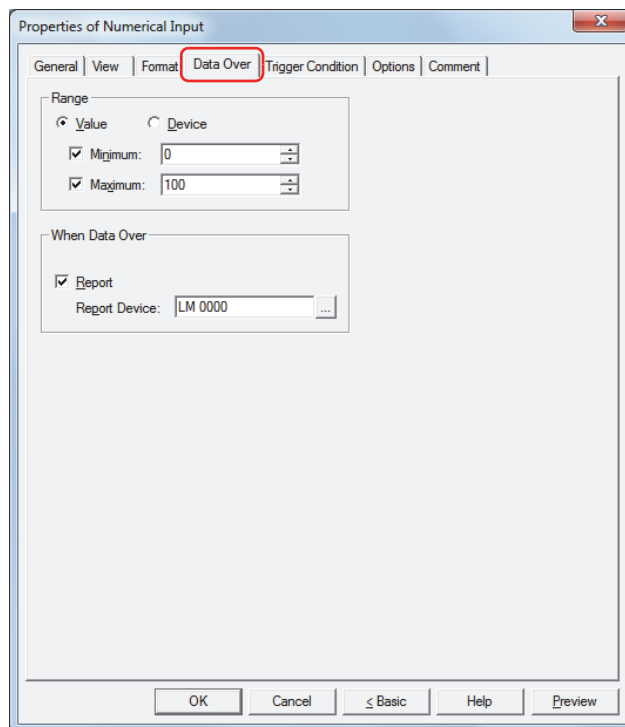 Properties of Numerical Input
General View Format Data Over Trigger Condition Options Comment
Range
Value Device
Minimum: 0
Maximum: 100
When Data Over
Report
Report Device: LM 0000 ...
OK Cancel < Basic Help Preview